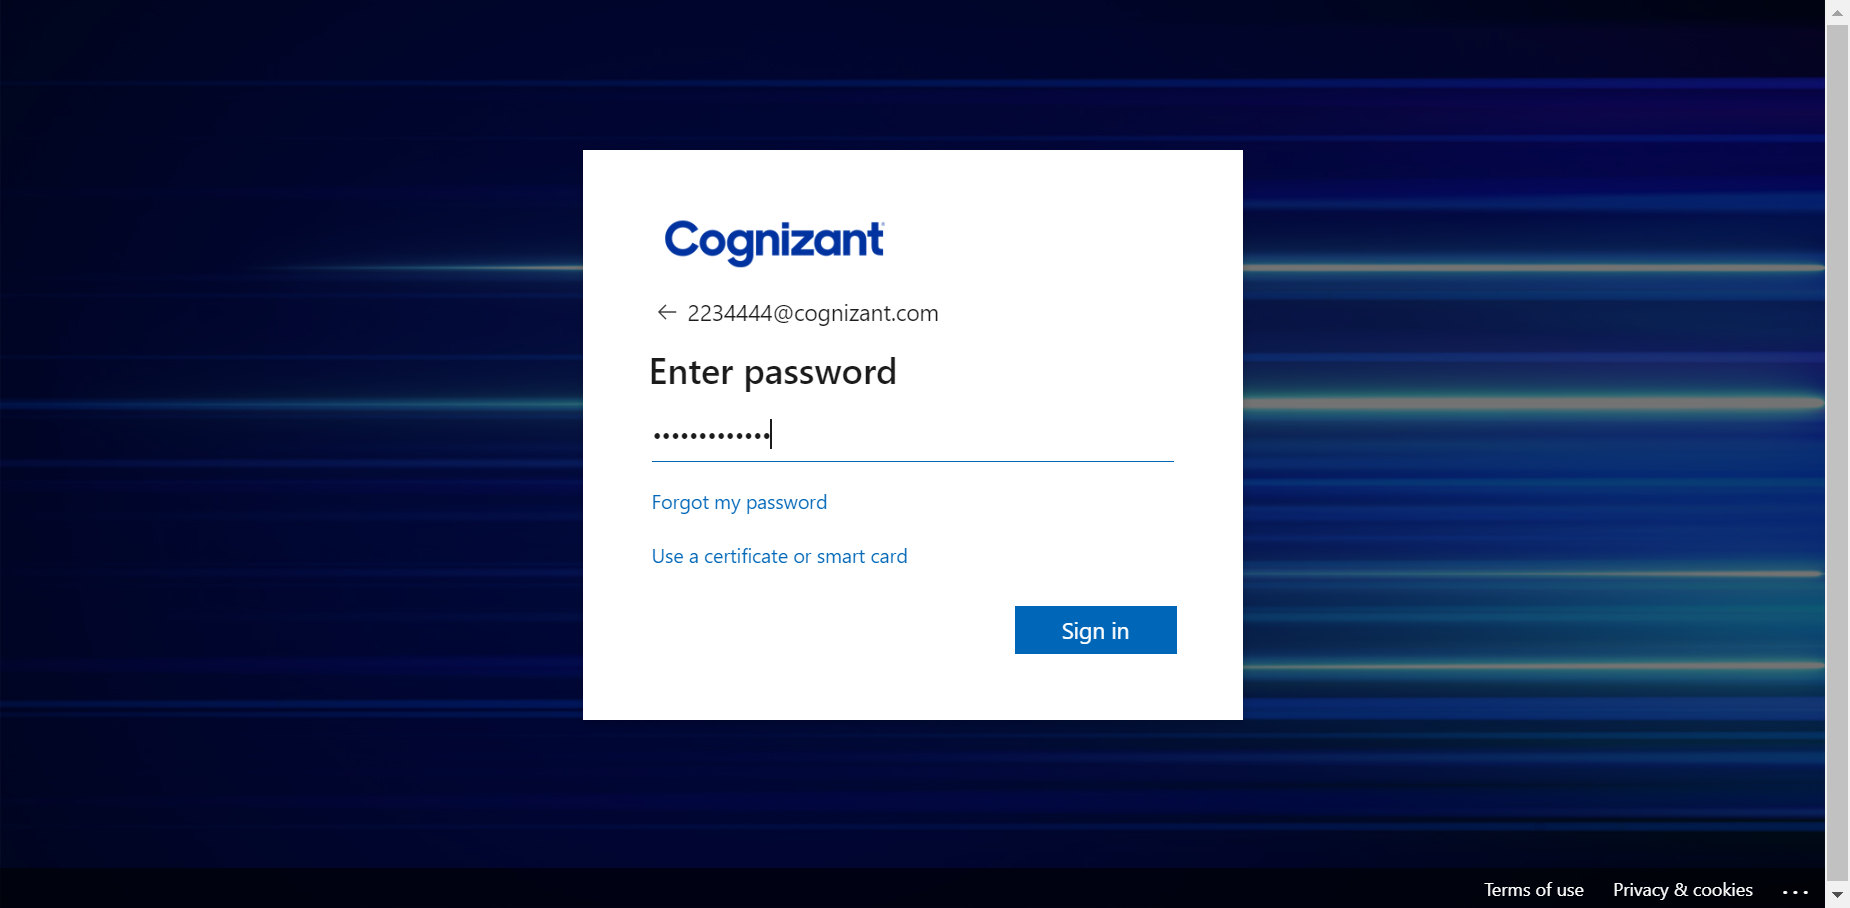 Cognizant
2234444@cognizant.com
Enter password
•••••••••••••
Forgot my password
Use a certificate or smart card
Sign in
Terms of use Privacy & cookies ...